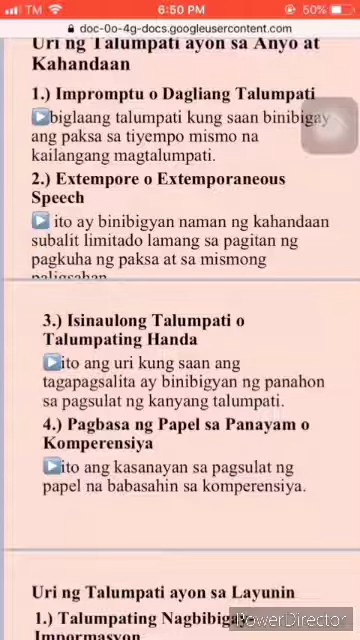 TM 6:50 PM 50%
doc-0o-4g-docs.googleusercontent.com
Uri ng Talumpati ayon sa Anyo at
Kahandaan
1.) Impromptu o Dagliang Talumpati
biglaang talumpati kung saan binibigay
ang paksa sa tiyempo mismo na
kailangang magtalumpati.
2.) Extempore o Extemporaneous
Speech
ito ay binibigyan naman ng kahandaan
subalit limitado lamang sa pagitan ng
pagkuha ng paksa at sa mismong
paligsahan
3.) Isinaulong Talumpati o
Talumpating Handa
ito ang uri kung saan ang
tagapagsalita ay binibigyan ng panahon
sa pagsulat ng kanyang talumpati.
4.) Pagbasa ng Papel sa Panayam o
Komperensiya
ito ang kasanayan sa pagsulat ng
papel na babasahin sa komperensiya.
Uri ng Talumpati ayon sa Layunin
1.) Talumpating Nagbibigay
Impormasyon
PowerDirector